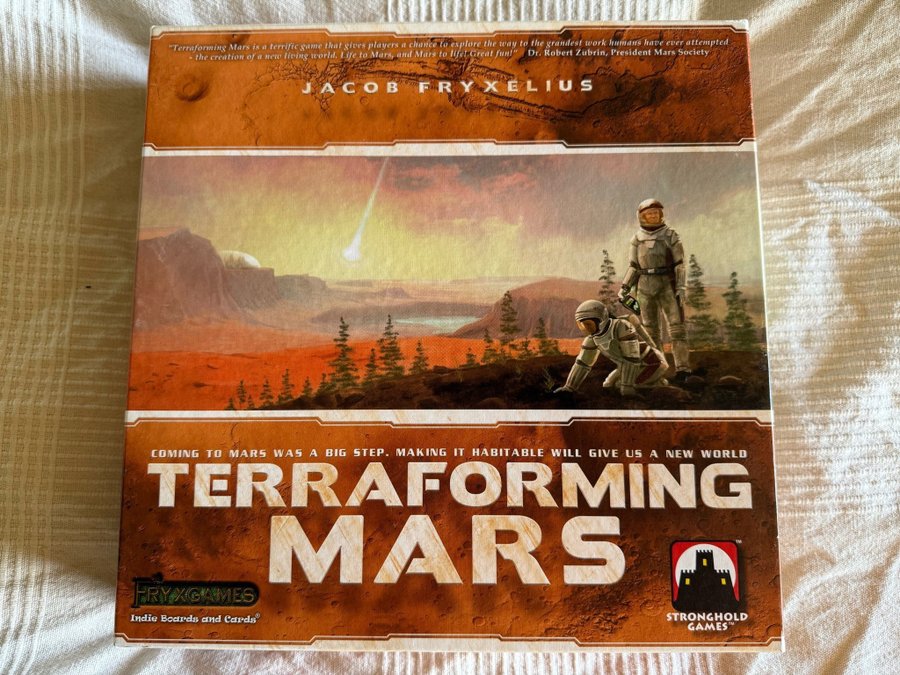 "Terraforming Mars is a terrific game that gives players a chance to explore the way to the grandest work humans have ever attempted
- the creation of a new living world. Life to Mars, and Mars to life! Great fun!" Dr. Robert Zubrin, President Mars Society
JACOB FRYXELIUS
COMING TO MARS WAS A BIG STEP. MAKING IT HABITABLE WILL GIVE US A NEW WORLD
TERRAFORMING
MARS
FRYXGAMES
Indie Boards and Cards®
STRONGHOLD
GAMES™